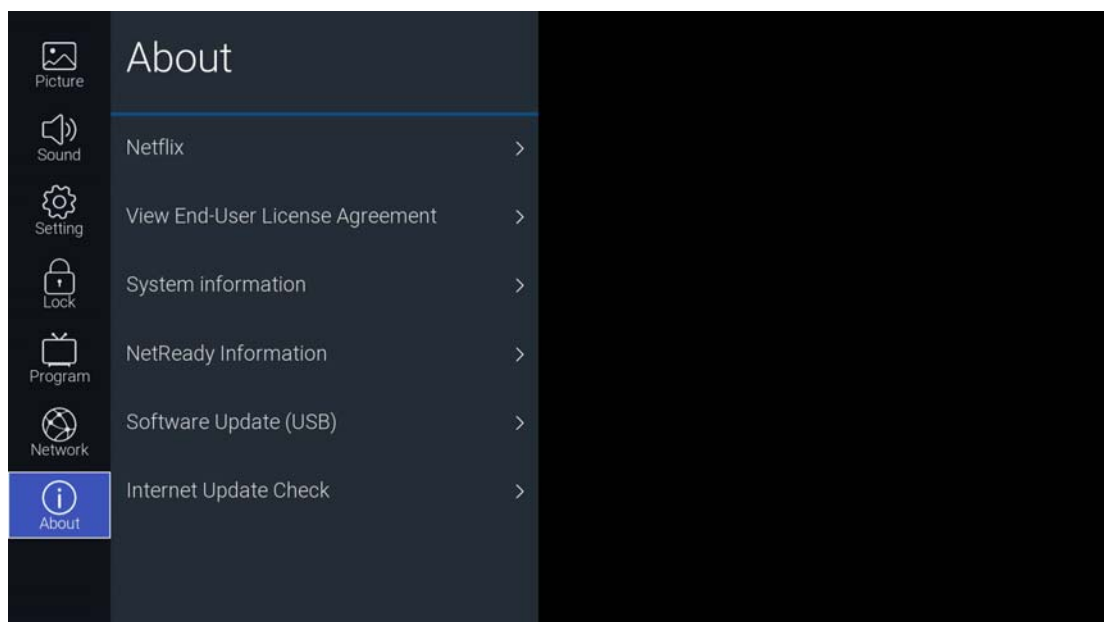 Picture
Sound
Setting
Lock
Program
Network
About
About
Netflix
View End-User License Agreement
System information
NetReady Information
Software Update (USB)
Internet Update Check